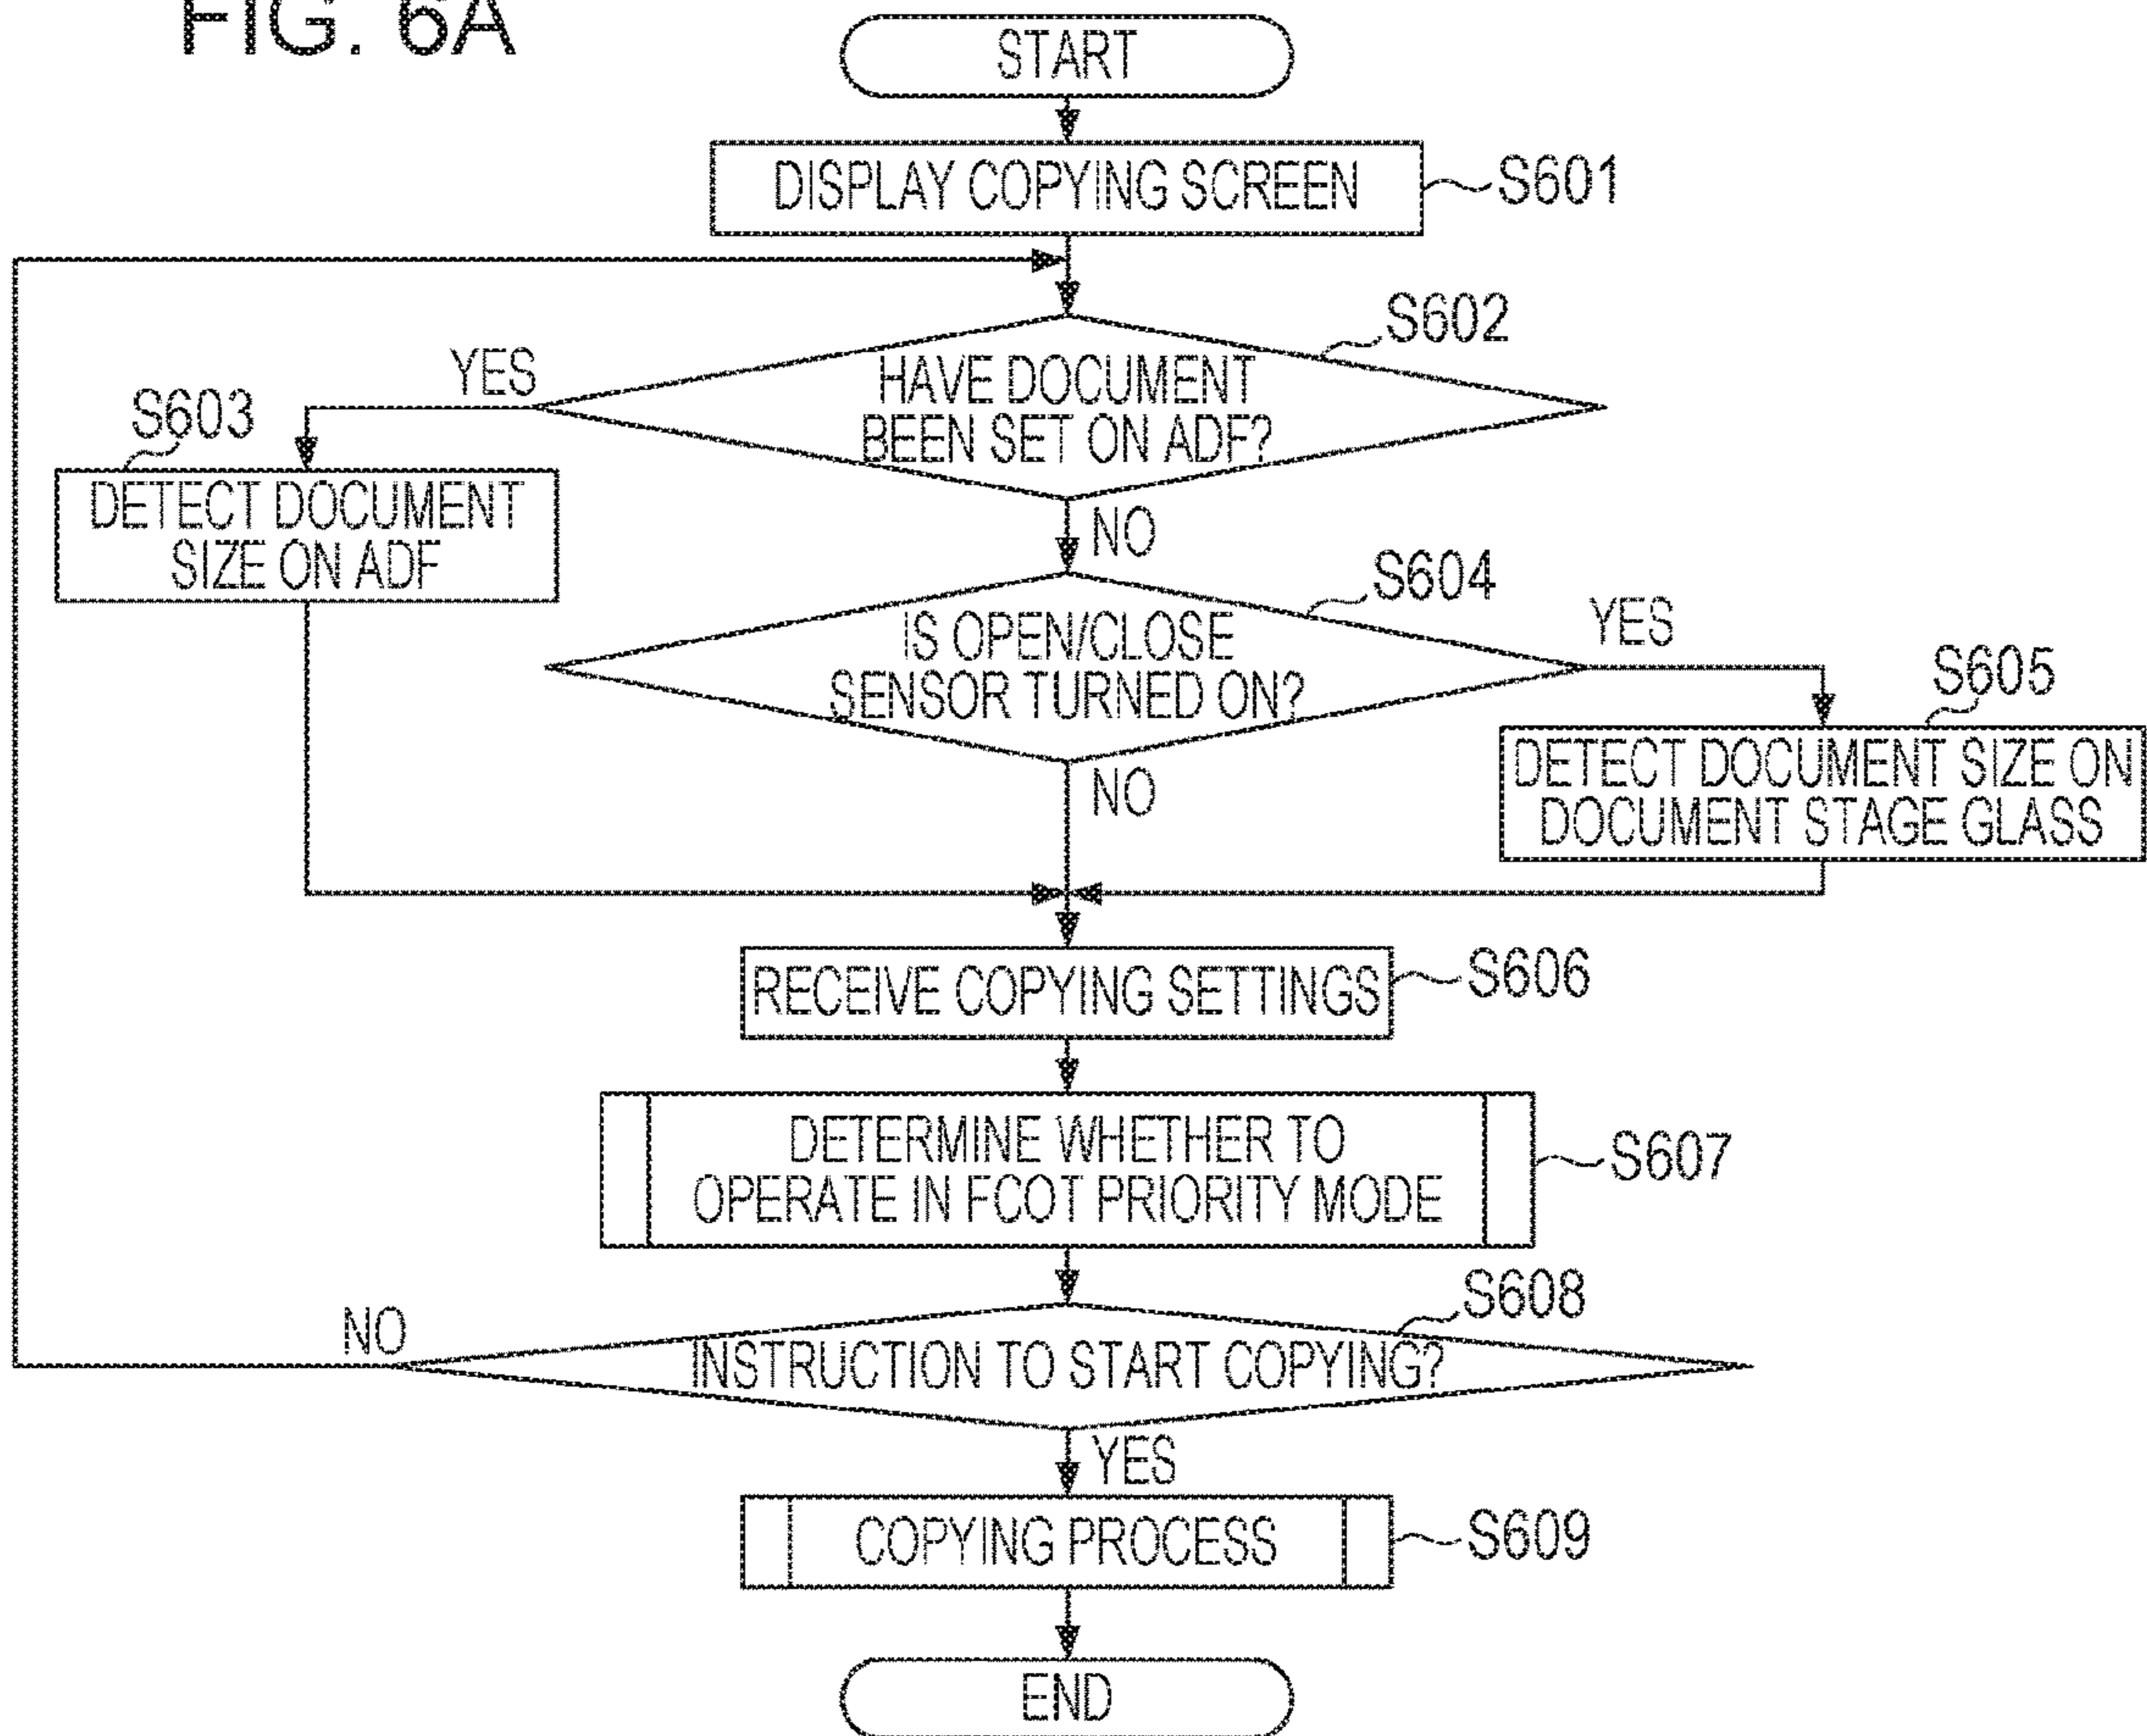 FIG. 6A
START
DISPLAY COPYING SCREEN
S601
S602
HAVE DOCUMENT
BEEN SET ON ADF?
YES
NO
S603
DETECT DOCUMENT
SIZE ON ADF
S604
IS OPEN/CLOSE
SENSOR TURNED ON?
YES
NO
S605
DETECT DOCUMENT SIZE ON
DOCUMENT STAGE GLASS
RECEIVE COPYING SETTINGS
S606
DETERMINE WHETHER TO
OPERATE IN FCOT PRIORITY MODE
S607
S608
INSTRUCTION TO START COPYING?
NO
YES
COPYING PROCESS
S609
END